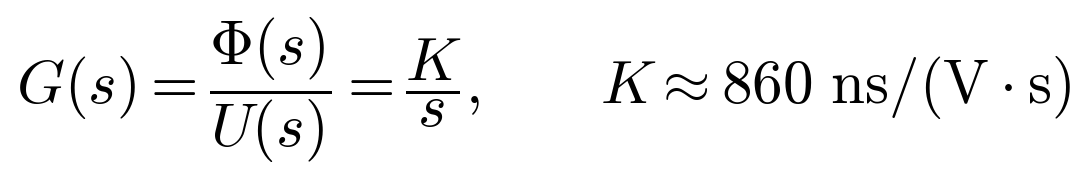 G(s) = Φ(s)/U(s) = K/s, K ≈ 860 ns/(V · s)